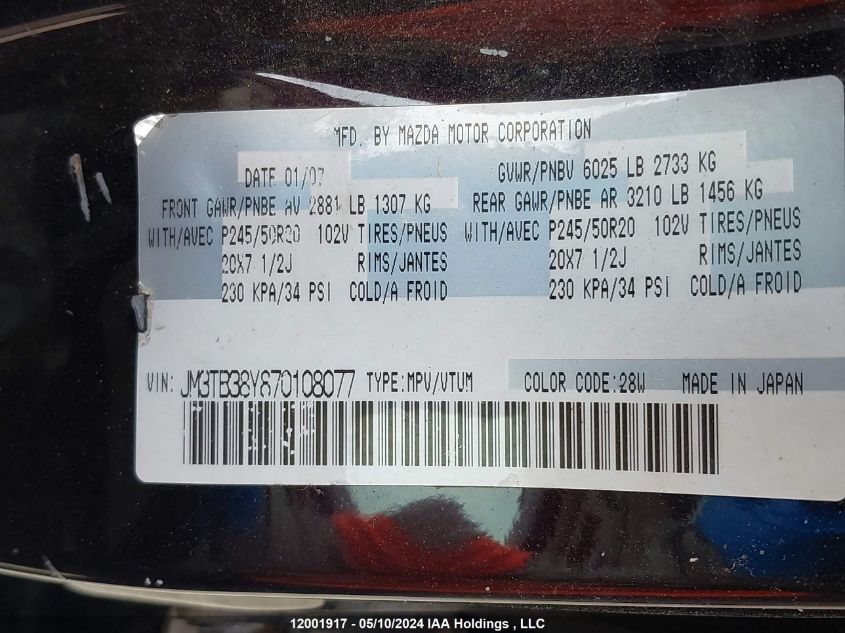 MFD. BY MAZDA MOTOR CORPORATION
DATE 01/07 GVWR/PNBV 6025 LB 2733 KG
FRONT GAWR/PNBE AV 2881 LB 1307 KG REAR GAWR/PNBE AR 3210 LB 1456 KG
WITH/AVEC P245/50R20 102V TIRES/PNEUS WITH/AVEC P245/50R20 102V TIRES/PNEUS
20X7 1/2J RIMS/JANTES 20X7 1/2J RIMS/JANTES
230 KPA/34 PSI COLD/A FROID 230 KPA/34 PSI COLD/A FROID
VIN: JM3TB38Y870108077 TYPE:MPV/VTUM COLOR CODE:28W MADE IN JAPAN
12001917 - 05/10/2024 IAA Holdings , LLC